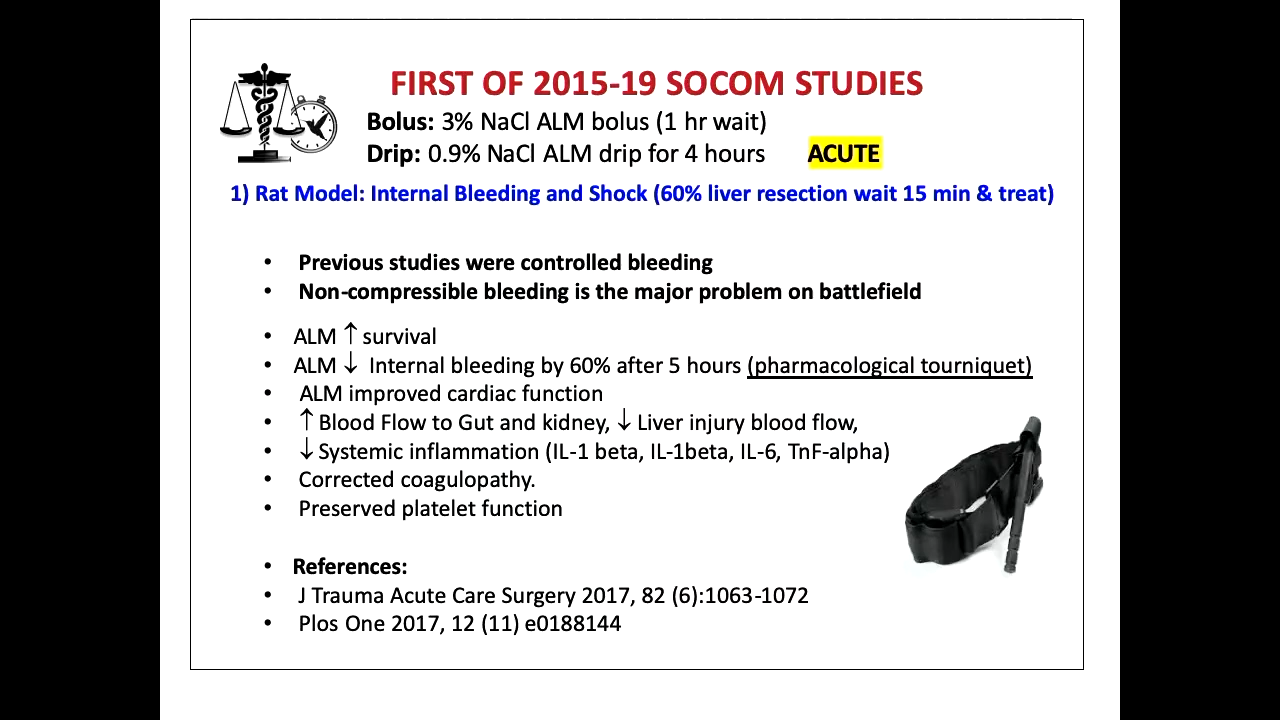 FIRST OF 2015-19 SOCOM STUDIES
Bolus: 3% NaCl ALM bolus (1 hr wait)
Drip: 0.9% NaCl ALM drip for 4 hours ACUTE
1) Rat Model: Internal Bleeding and Shock (60% liver resection wait 15 min & treat)
• Previous studies were controlled bleeding
• Non-compressible bleeding is the major problem on battlefield
• ALM ↑ survival
• ALM ↓ Internal bleeding by 60% after 5 hours (pharmacological tourniquet)
• ALM improved cardiac function
• ↑ Blood Flow to Gut and kidney, ↓ Liver injury blood flow,
• ↓ Systemic inflammation (IL-1 beta, IL-1beta, IL-6, TnF-alpha)
• Corrected coagulopathy.
• Preserved platelet function
• References:
• J Trauma Acute Care Surgery 2017, 82 (6):1063-1072
• Plos One 2017, 12 (11) e0188144